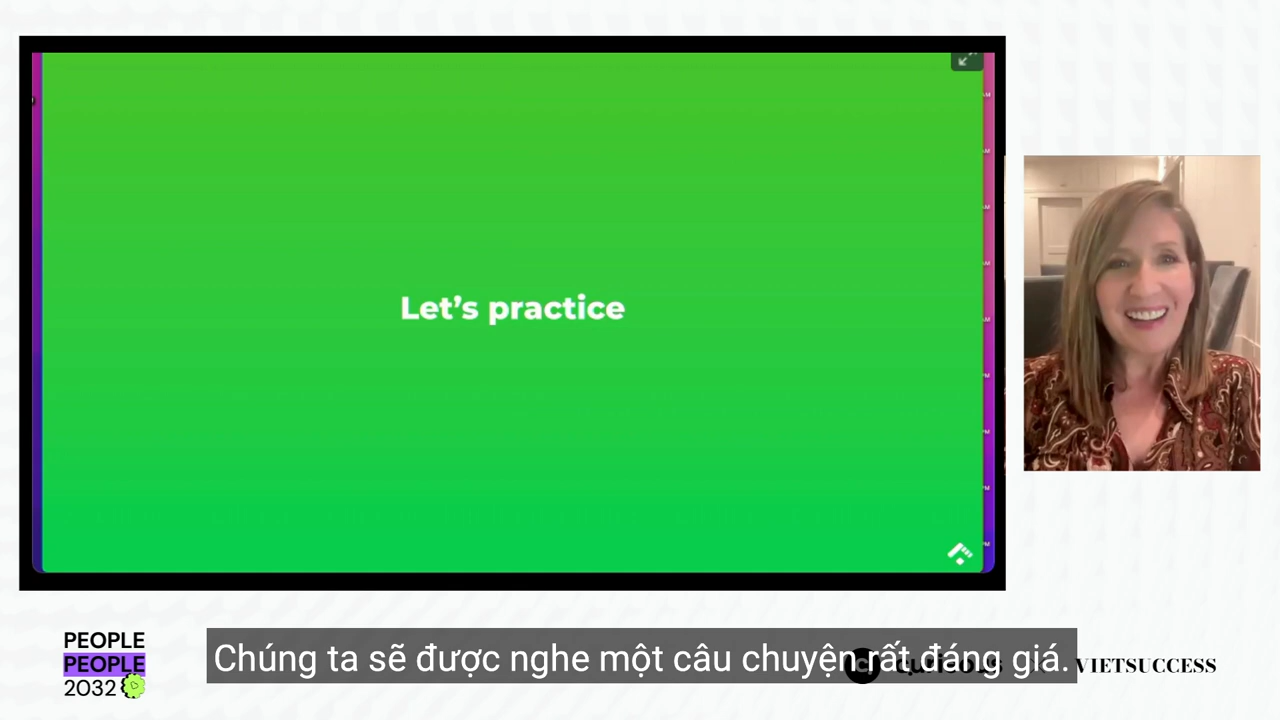 Let's practice
PEOPLE
PEOPLE
2032
Chúng ta sẽ được nghe một câu chuyện rất đáng giá.
VIETSUCCESS